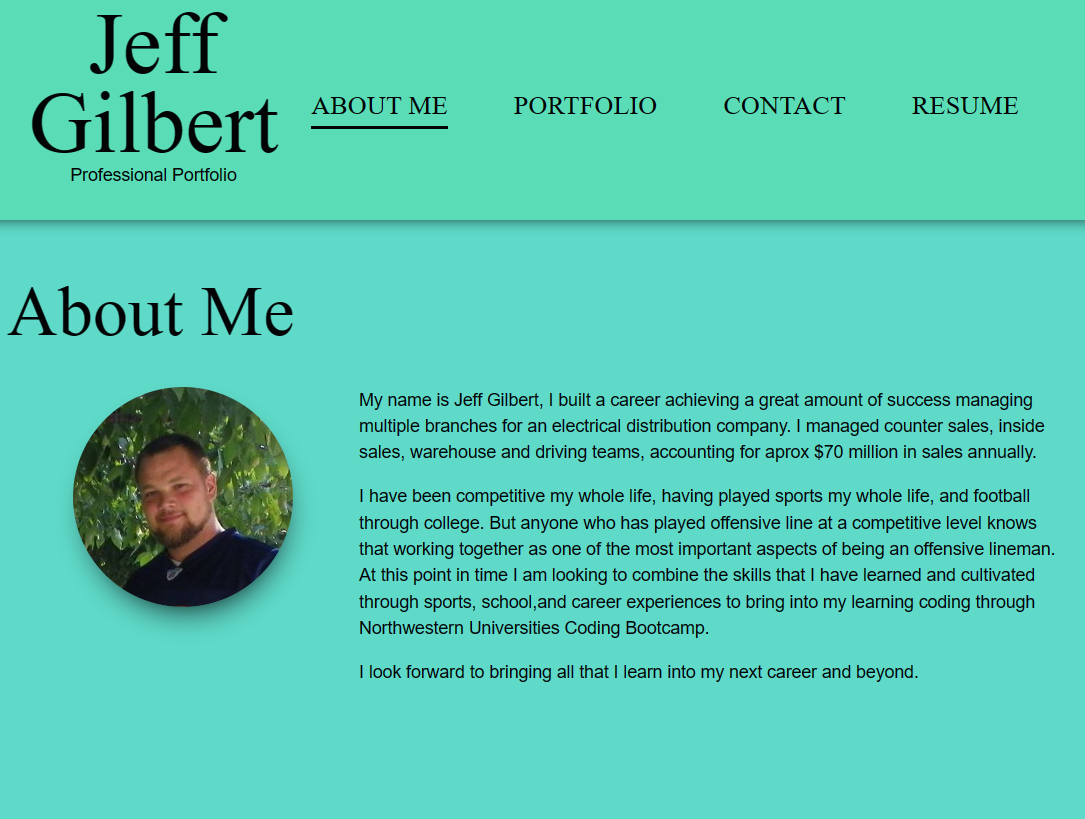 Jeff
Gilbert
Professional Portfolio
ABOUT ME PORTFOLIO CONTACT RESUME
About Me
My name is Jeff Gilbert, I built a career achieving a great amount of success managing
multiple branches for an electrical distribution company. I managed counter sales, inside
sales, warehouse and driving teams, accounting for aprox $70 million in sales annually.
I have been competitive my whole life, having played sports my whole life, and football
through college. But anyone who has played offensive line at a competitive level knows
that working together as one of the most important aspects of being an offensive lineman.
At this point in time I am looking to combine the skills that I have learned and cultivated
through sports, school,and career experiences to bring into my learning coding through
Northwestern Universities Coding Bootcamp.
I look forward to bringing all that I learn into my next career and beyond.